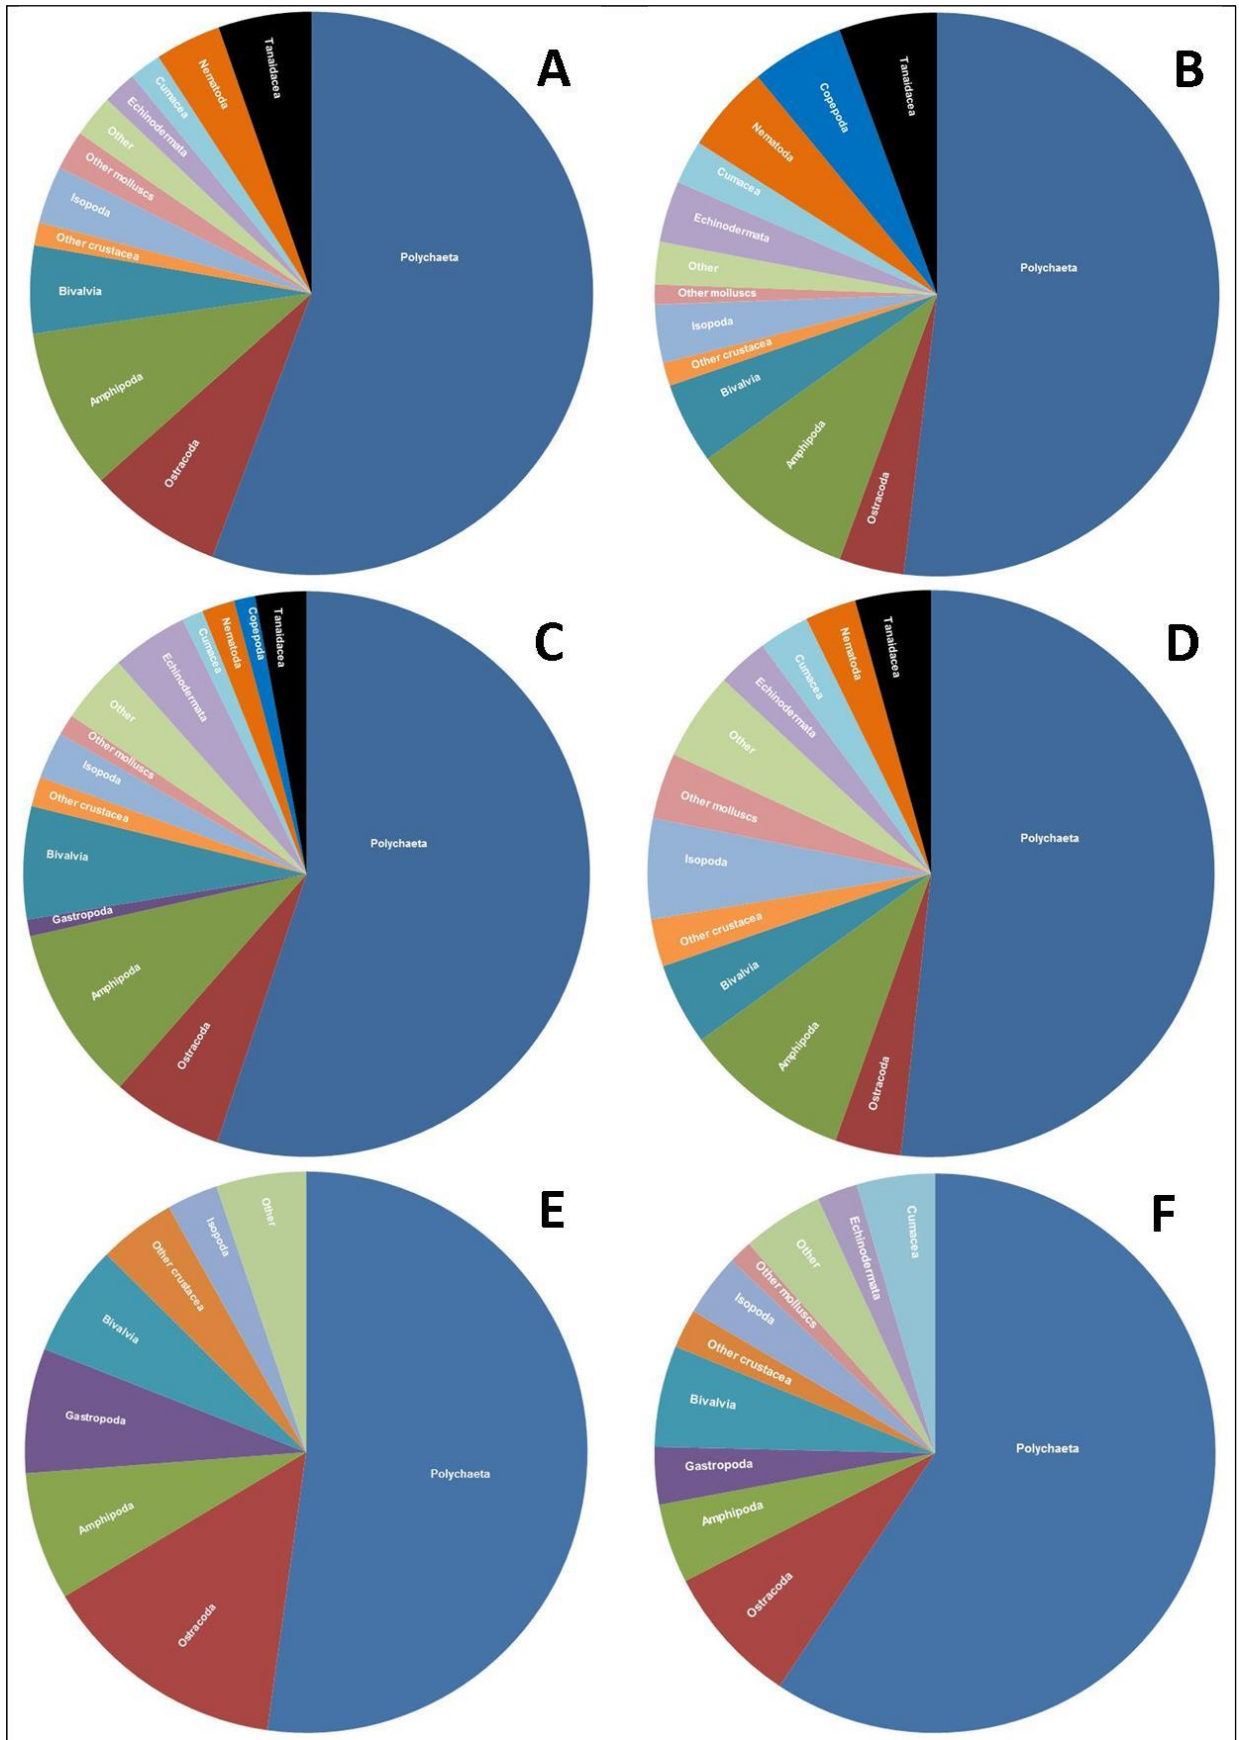 A
Tanaidacea
Nematoda
Cumacea
Echinodermata
Other
Other molluscs
Isopoda
Other crustacea
Bivalvia
Amphipoda
Ostracoda
Polychaeta
B
Tanaidacea
Copepoda
Nematoda
Cumacea
Echinodermata
Other
Other molluscs
Isopoda
Other crustacea
Bivalvia
Amphipoda
Ostracoda
Polychaeta
C
Tanaidacea
Copepoda
Nematoda
Cumacea
Echinodermata
Other
Other molluscs
Isopoda
Other crustacea
Bivalvia
Gastropoda
Amphipoda
Ostracoda
Polychaeta
D
Tanaidacea
Nematoda
Cumacea
Echinodermata
Other
Other molluscs
Isopoda
Other crustacea
Bivalvia
Amphipoda
Ostracoda
Polychaeta
E
Other
Isopoda
Other crustacea
Bivalvia
Gastropoda
Amphipoda
Ostracoda
Polychaeta
F
Cumacea
Echinodermata
Other
Other molluscs
Isopoda
Other crustacea
Bivalvia
Gastropoda
Amphipoda
Ostracoda
Polychaeta